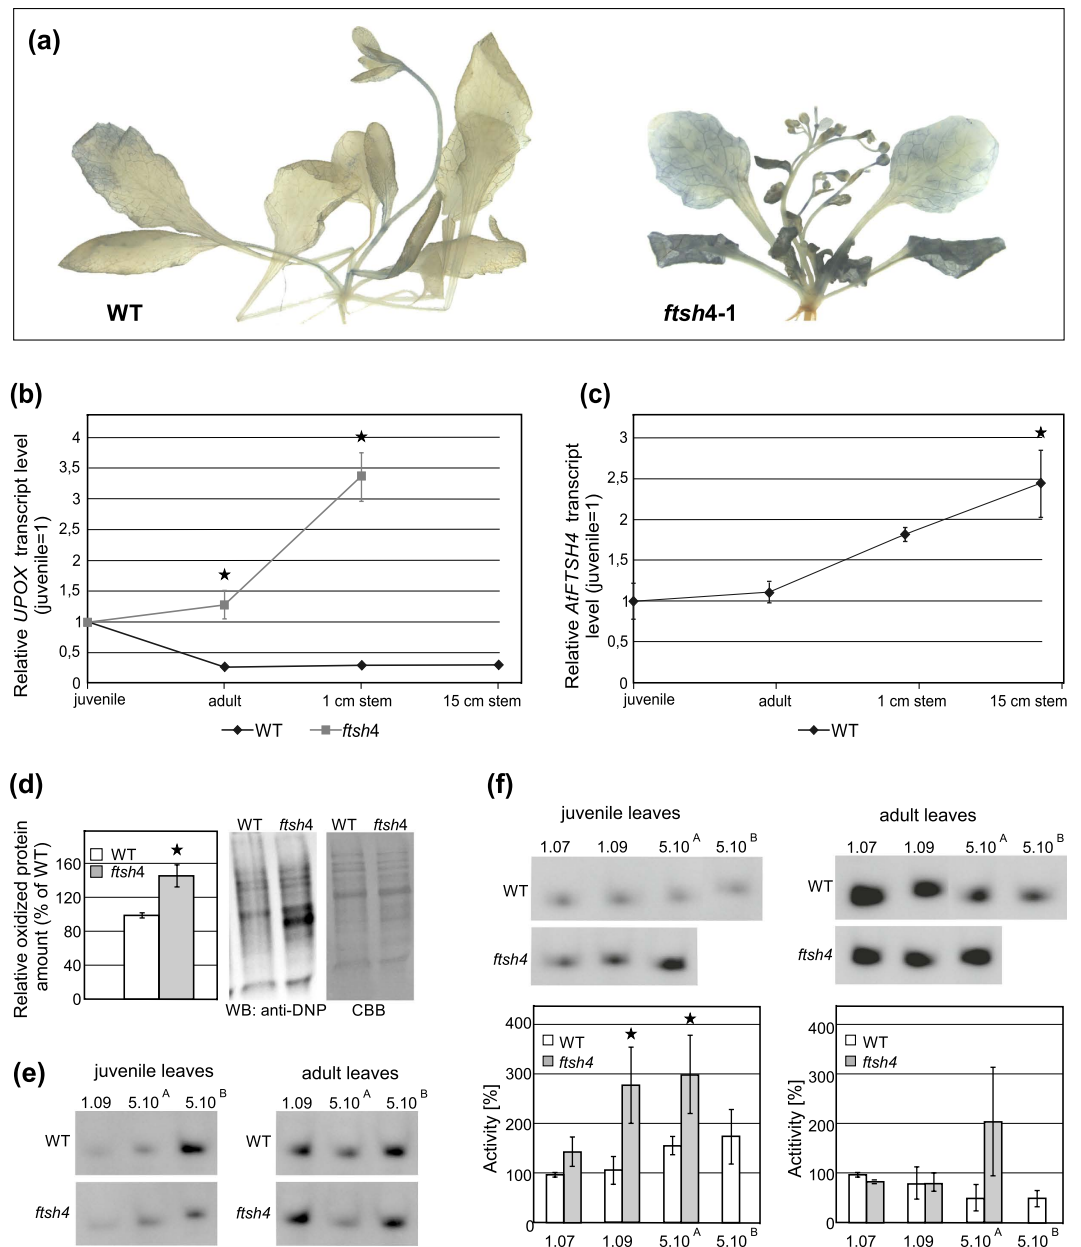 (a)
WT
ftsh4-1
(b)
Relative UPOX transcript level
(juvenile=1)
4
3,5
3
2,5
2
1,5
1
0,5
0
juvenile
adult
1 cm stem
15 cm stem
WT
ftsh4
(c)
Relative AtFTSH4 transcript
level (juvenile=1)
3
2,5
2
1,5
1
0,5
0
juvenile
adult
1 cm stem
15 cm stem
WT
(d)
Relative oxidized protein
amount (% of WT)
160
120
80
40
0
WT
ftsh4
WT ftsh4
WT ftsh4
WB: anti-DNP
CBB
(e)
juvenile leaves
adult leaves
1.09 5.10 A 5.10 B
1.09 5.10 A 5.10 B
WT
WT
ftsh4
ftsh4
(f)
juvenile leaves
adult leaves
1.07 1.09 5.10 A 5.10 B
1.07 1.09 5.10 A 5.10 B
WT
WT
ftsh4
ftsh4
Activity [%]
400
300
200
100
0
WT
ftsh4
1.07 1.09 5.10 A 5.10 B
Actitivity [%]
400
300
200
100
0
WT
ftsh4
1.07 1.09 5.10 A 5.10 B